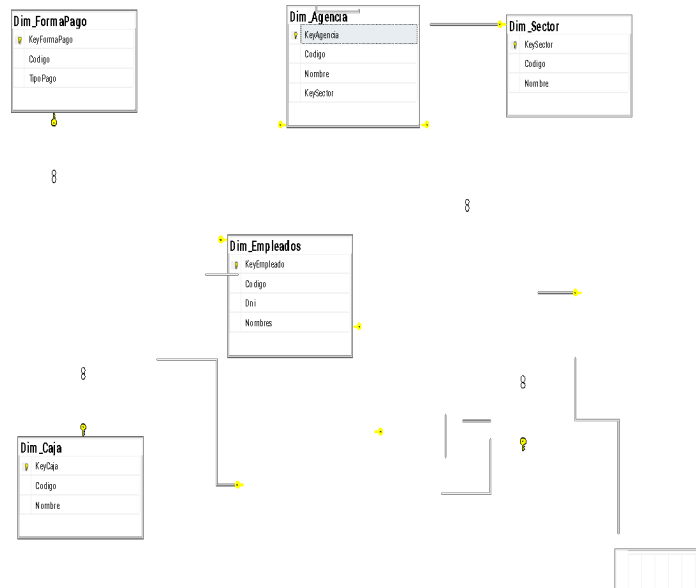 Dim_FormaPago
KeyFormaPago
Codigo
TipoPago
Dim_Agencia
KeyAgencia
Codigo
Nombre
KeySector
Dim_Sector
KeySector
Codigo
Nombre
Dim_Empleados
KeyEmpleado
Codigo
Dni
Nombres
Dim_Caja
KeyCaja
Codigo
Nombre